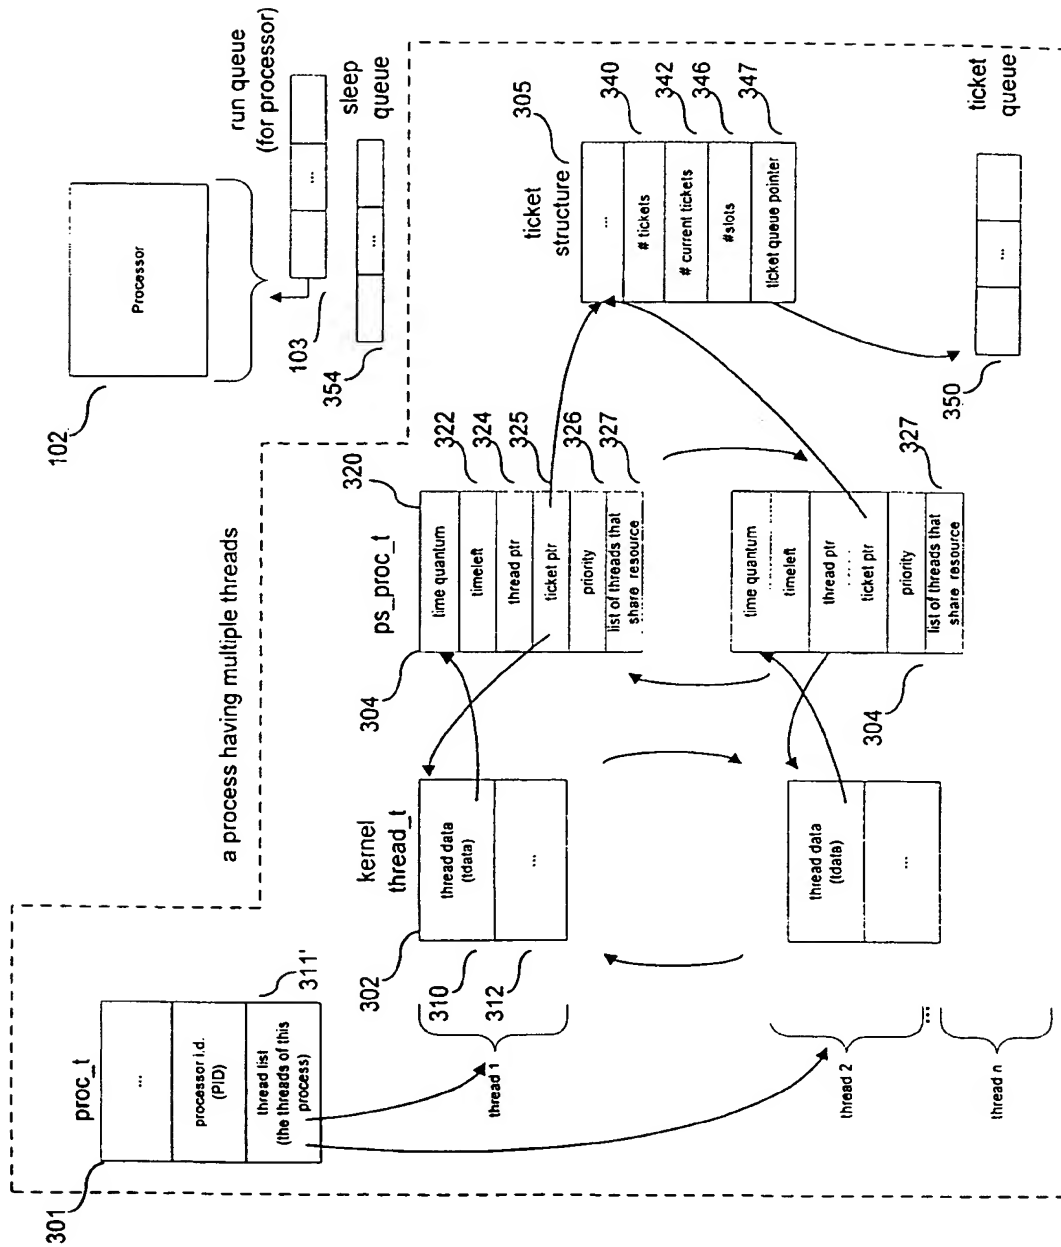 102
Processor
run queue
(for processor)
...
103
sleep
queue
...
354
a process having multiple threads
proc_t
301
...
processor i.d.
(PID)
thread list
(the threads of this
process)
311'
kernel
thread_t
302
thread data
(tdata)
...
310
312
thread 1
ps_proc_t
320
304
time quantum
timeleft
thread ptr
ticket ptr
priority
list of threads that
share_resource
322
324
325
326
327
ticket
structure
305
...
# tickets
# current tickets
#slots
ticket queue pointer
340
342
346
347
thread 2
...
thread n
thread data
(tdata)
...
time quantum
timeleft
thread ptr
ticket ptr
priority
list of threads that
share_resource
304
327
ticket
queue
...
350